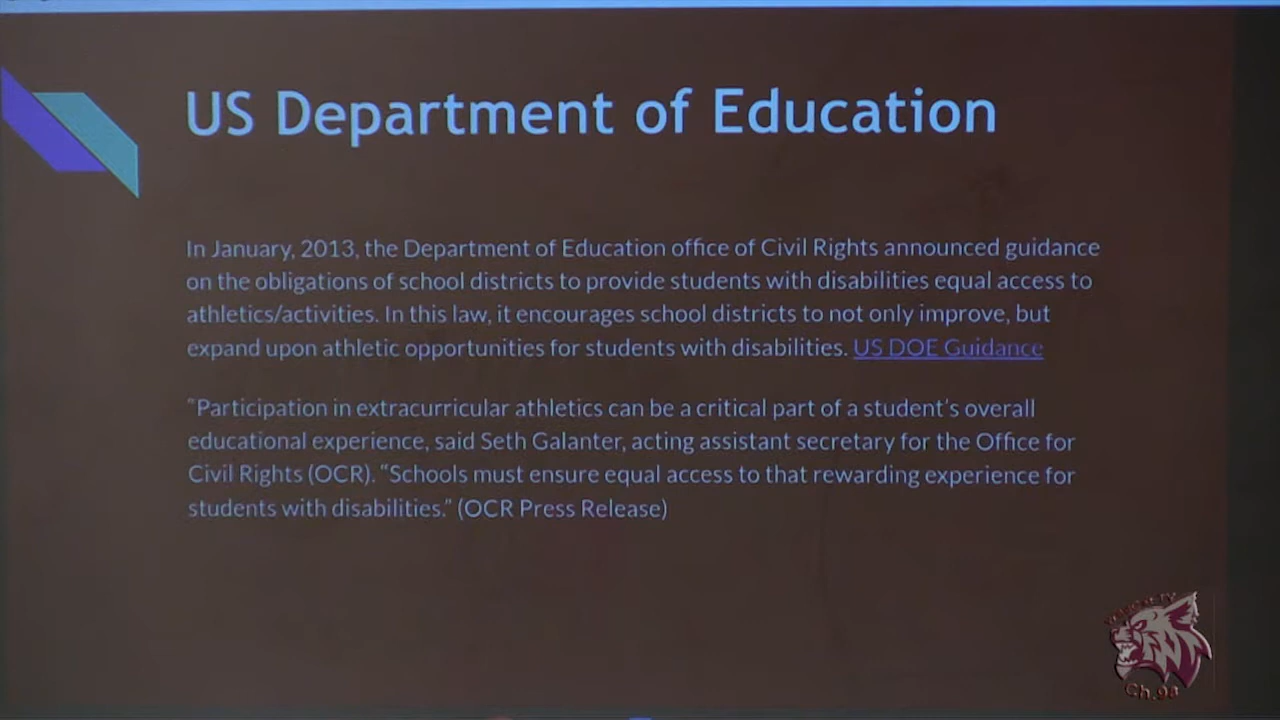 US Department of Education
In January, 2013, the Department of Education office of Civil Rights announced guidance
on the obligations of school districts to provide students with disabilities equal access to
athletics/activities. In this law, it encourages school districts to not only improve, but
expand upon athletic opportunities for students with disabilities. US DOE Guidance
“Participation in extracurricular athletics can be a critical part of a student’s overall
educational experience, said Seth Galanter, acting assistant secretary for the Office for
Civil Rights (OCR). “Schools must ensure equal access to that rewarding experience for
students with disabilities.” (OCR Press Release)
Ch.98